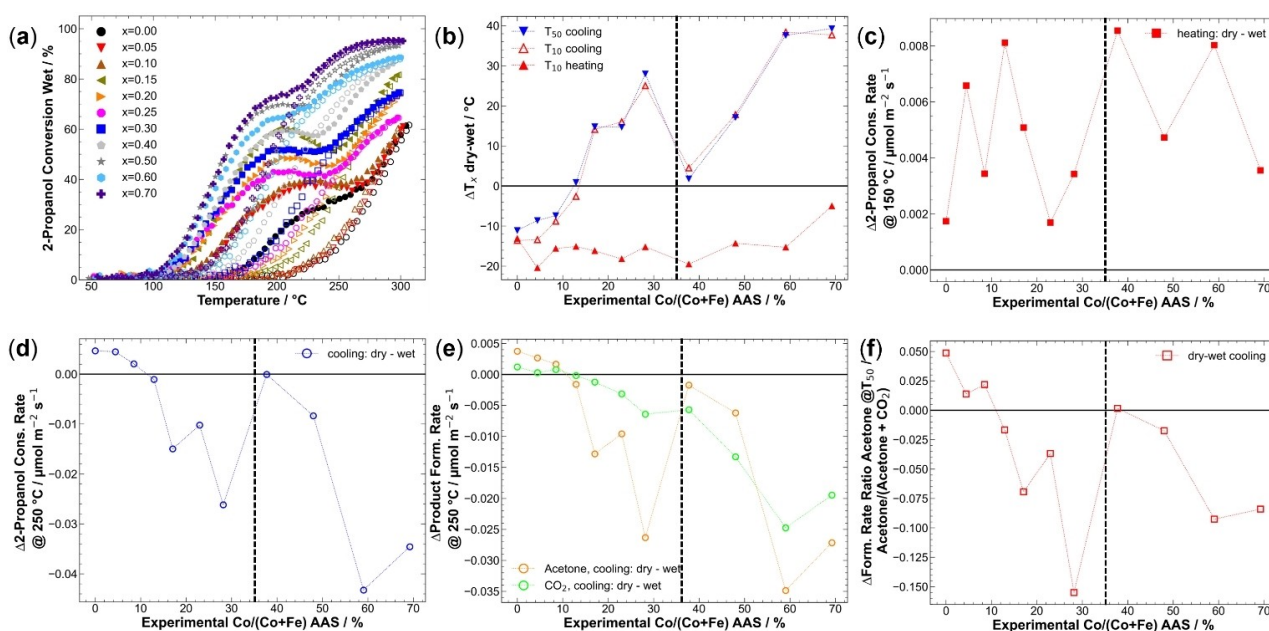 (a)
2-Propanol Conversion Wet / %
100
80
60
40
20
0
x=0.00
x=0.05
x=0.10
x=0.15
x=0.20
x=0.25
x=0.30
x=0.40
x=0.50
x=0.60
x=0.70
50 100 150 200 250 300
Temperature / °C
(b)
ΔTₓ dry-wet / °C
40
30
20
10
0
−10
−20
T₅₀ cooling
T₁₀ cooling
T₁₀ heating
0 10 20 30 40 50 60 70
Experimental Co/(Co+Fe) AAS / %
(c)
Δ2-Propanol Cons. Rate
@ 150 °C / μmol m⁻² s⁻¹
0.008
0.006
0.004
0.002
0.000
heating: dry - wet
0 10 20 30 40 50 60 70
Experimental Co/(Co+Fe) AAS / %
(d)
Δ2-Propanol Cons. Rate
@ 250 °C / μmol m⁻² s⁻¹
0.00
−0.01
−0.02
−0.03
−0.04
cooling: dry - wet
0 10 20 30 40 50 60 70
Experimental Co/(Co+Fe) AAS / %
(e)
ΔProduct Form. Rate
@ 250 °C / μmol m⁻² s⁻¹
0.005
0.000
−0.005
−0.010
−0.015
−0.020
−0.025
−0.030
−0.035
Acetone, cooling: dry - wet
CO₂, cooling: dry - wet
0 10 20 30 40 50 60 70
Experimental Co/(Co+Fe) AAS / %
(f)
ΔForm. Rate Ratio Acetone @T₅₀ /
Acetone/(Acetone + CO₂)
0.050
0.025
0.000
−0.025
−0.050
−0.075
−0.100
−0.125
−0.150
dry-wet cooling
0 10 20 30 40 50 60 70
Experimental Co/(Co+Fe) AAS / %